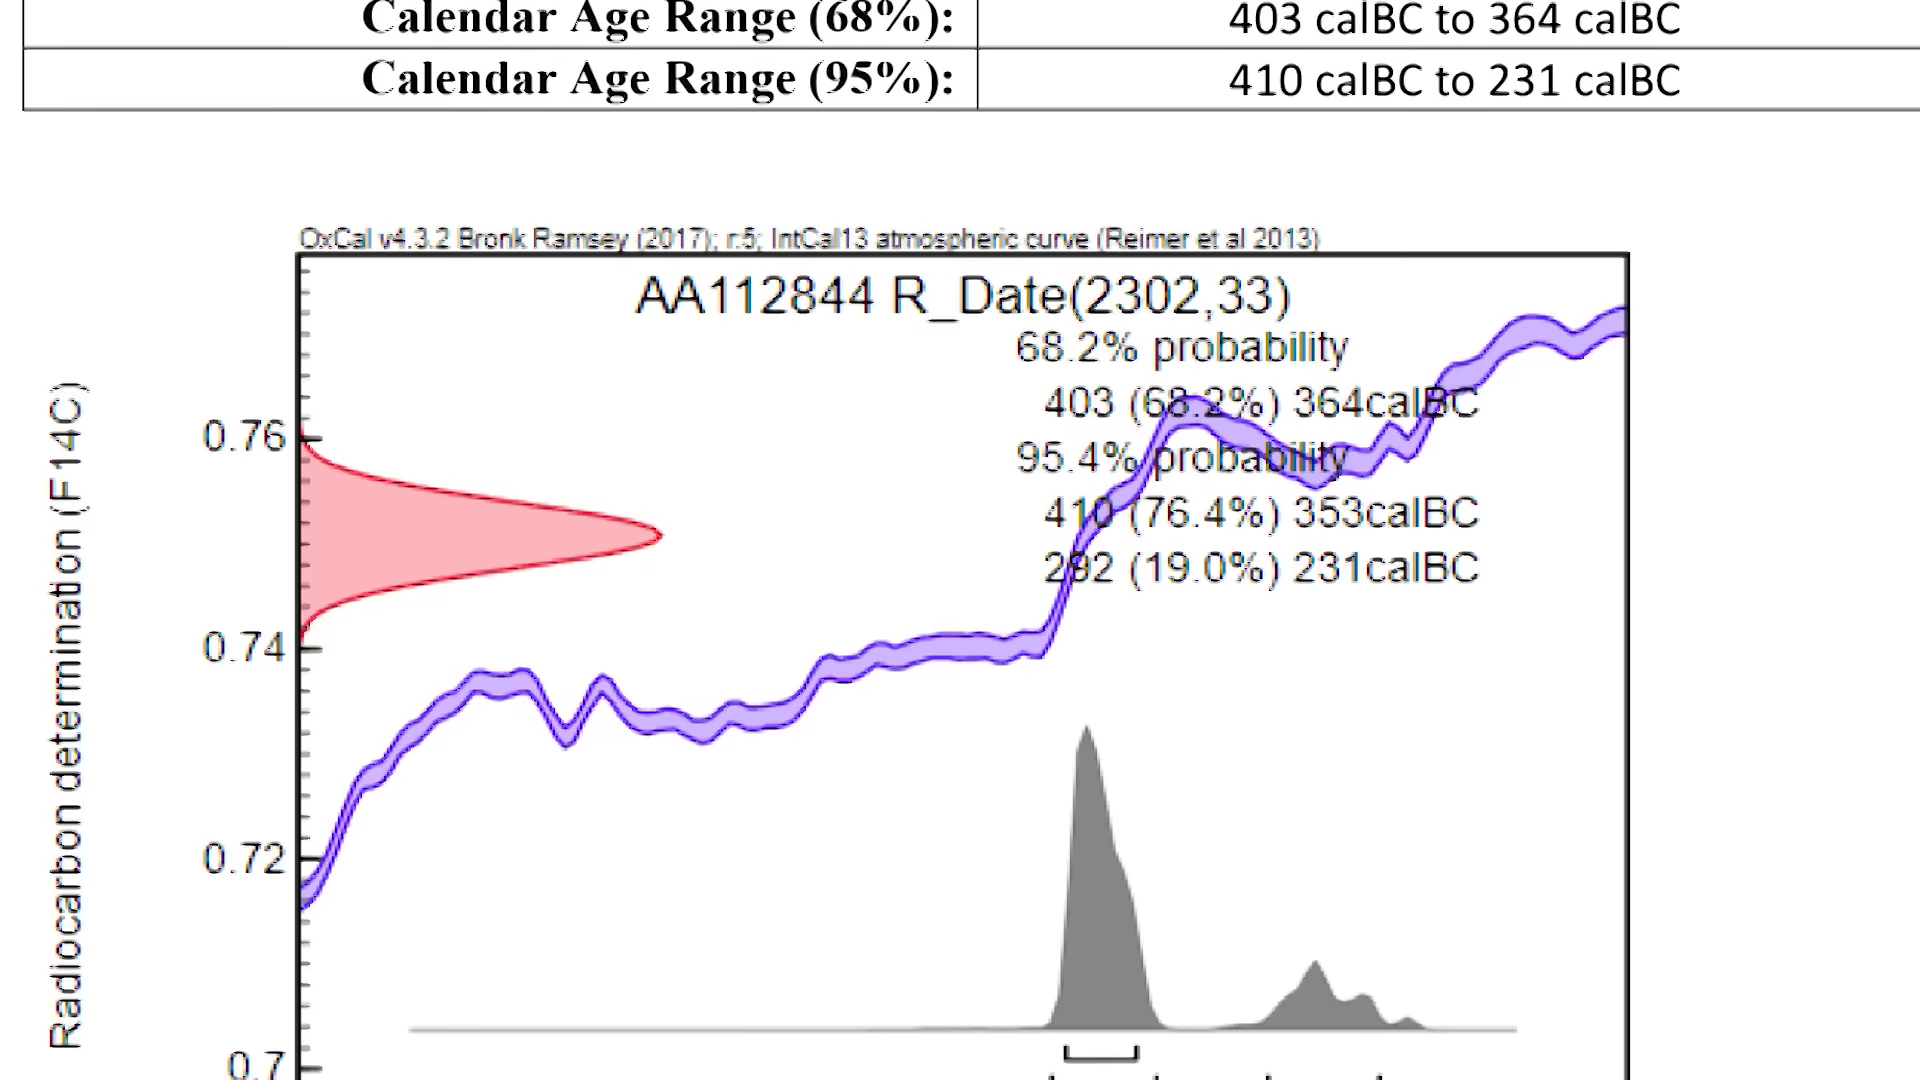 Calendar Age Range (68%): 403 calBC to 364 calBC
Calendar Age Range (95%): 410 calBC to 231 calBC
OxCal v4.3.2 Bronk Ramsey (2017); r:5; IntCal13 atmospheric curve (Reimer et al 2013)
AA112844 R_Date(2302,33)
68.2% probability
403 (68.2%) 364calBC
95.4% probability
410 (76.4%) 353calBC
292 (19.0%) 231calBC
Radiocarbon determination (F14C)
0.76
0.74
0.72
0.7